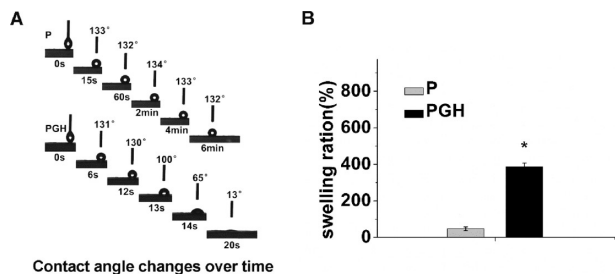 A
P
133°
132°
134°
133°
132°
0s
15s
60s
2min
4min
6min
PGH
131°
130°
100°
65°
13°
0s
6s
12s
13s
14s
20s
Contact angle changes over time
B
swelling ration(%)
800
600
400
200
0
P
PGH
*